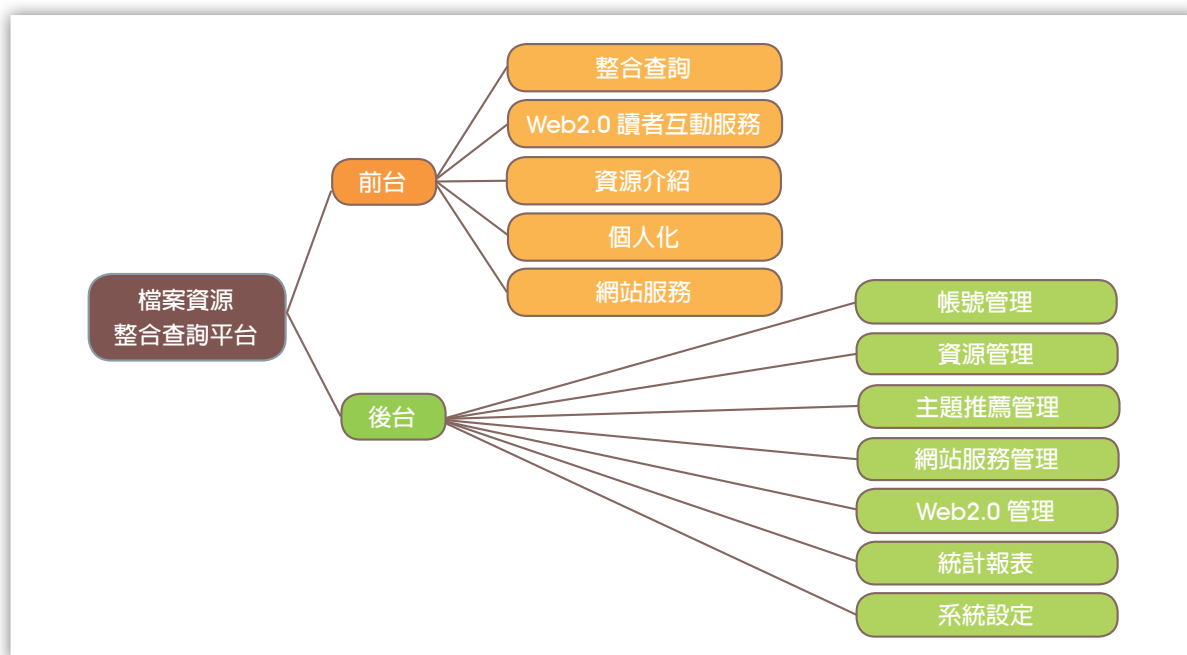 檔案資源
整合查詢平台
前台
整合查詢
Web2.0 讀者互動服務
資源介紹
個人化
網站服務
後台
帳號管理
資源管理
主題推薦管理
網站服務管理
Web2.0 管理
統計報表
系統設定